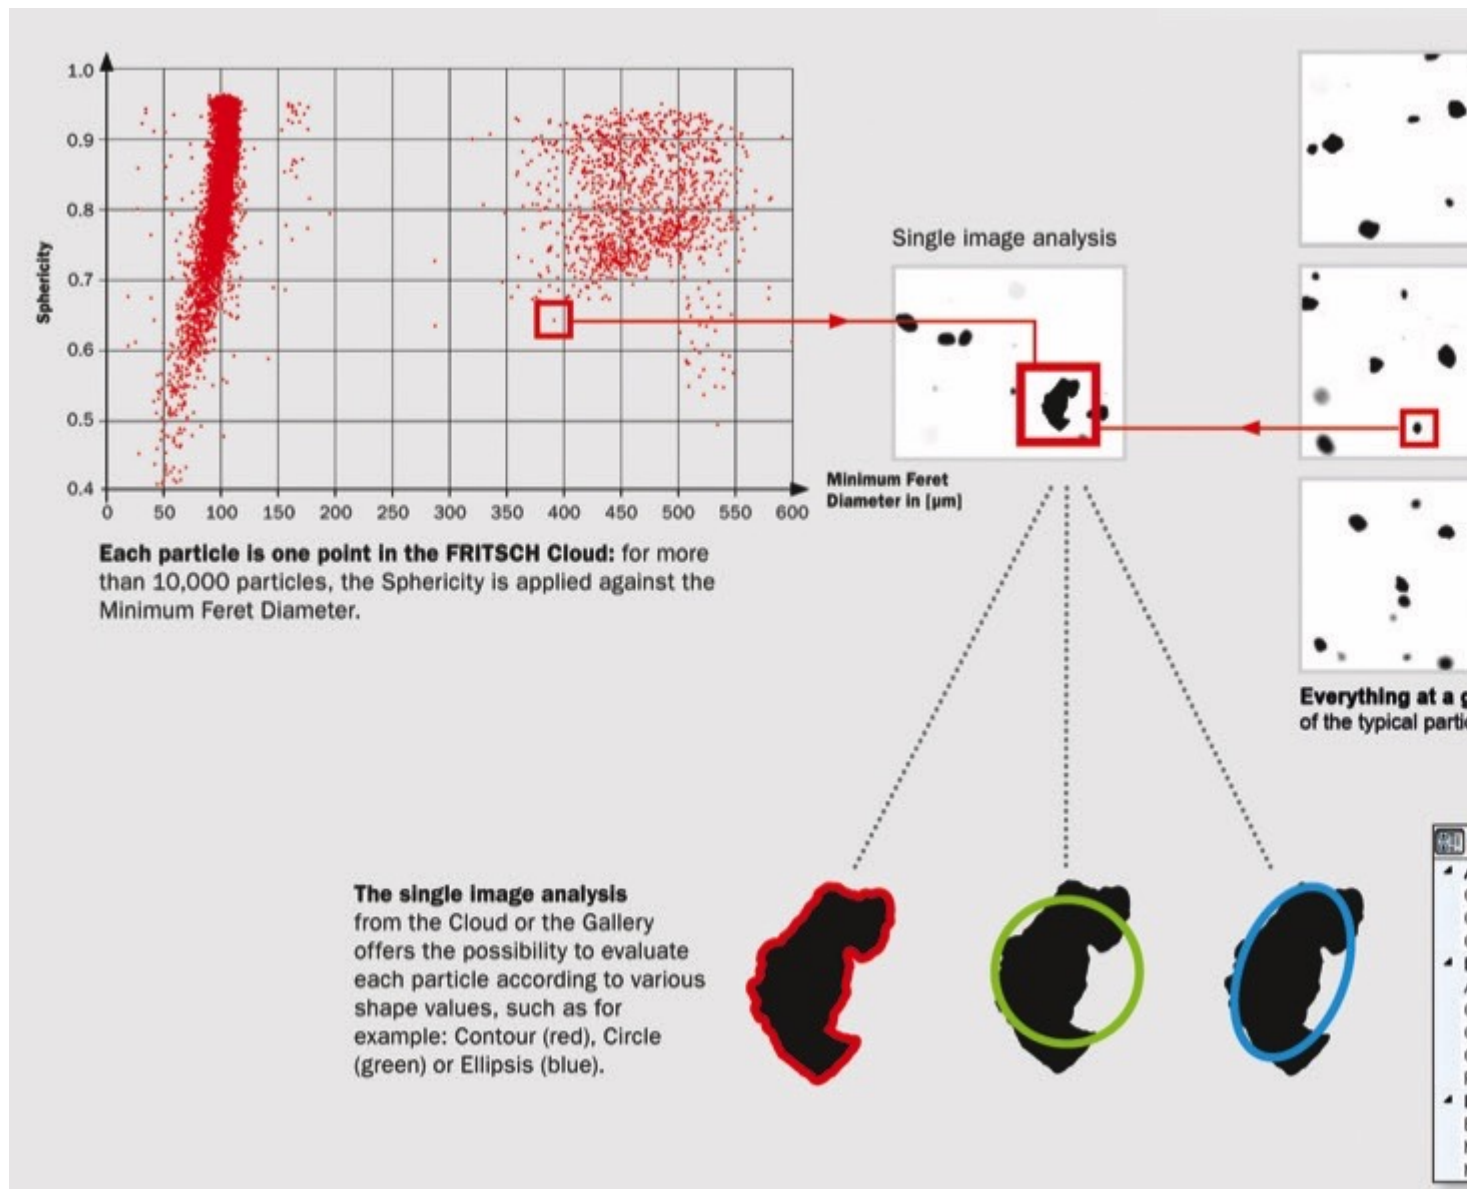 1.0
0.9
0.8
0.7
0.6
0.5
0.4
Sphericity
0 50 100 150 200 250 300 350 400 450 500 550 600
Minimum Feret
Diameter in [µm]
Each particle is one point in the FRITSCH Cloud: for more
than 10,000 particles, the Sphericity is applied against the
Minimum Feret Diameter.
Single image analysis
Everything at a
of the typical
The single image analysis
from the Cloud or the Gallery
offers the possibility to evaluate
each particle according to various
shape values, such as for
example: Contour (red), Circle
(green) or Ellipsis (blue).